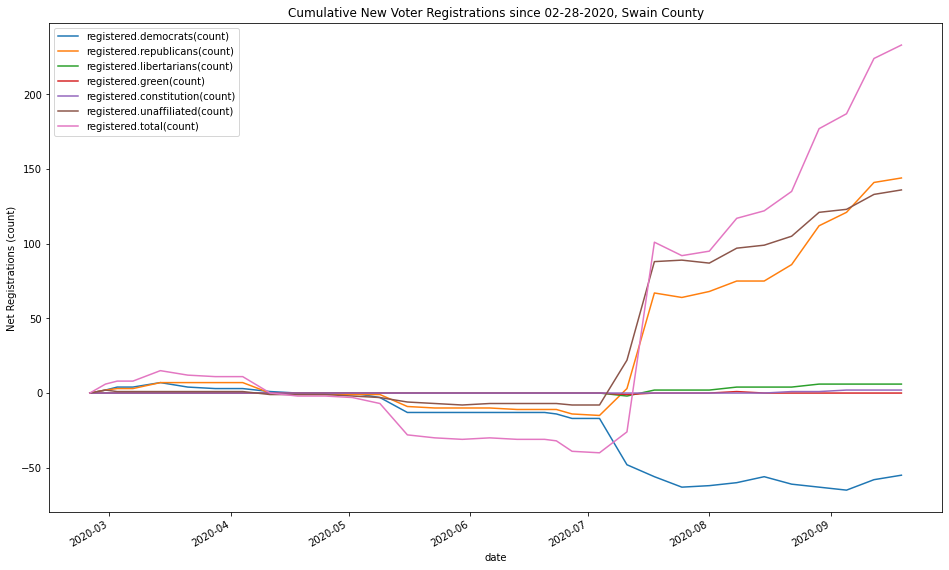 Cumulative New Voter Registrations since 02-28-2020, Swain County
registered.democrats(count)
registered.republicans(count)
registered.libertarians(count)
registered.green(count)
registered.constitution(count)
registered.unaffiliated(count)
registered.total(count)
Net Registrations (count)
200
150
100
50
0
−50
2020-03
2020-04
2020-05
2020-06
2020-07
2020-08
2020-09
date